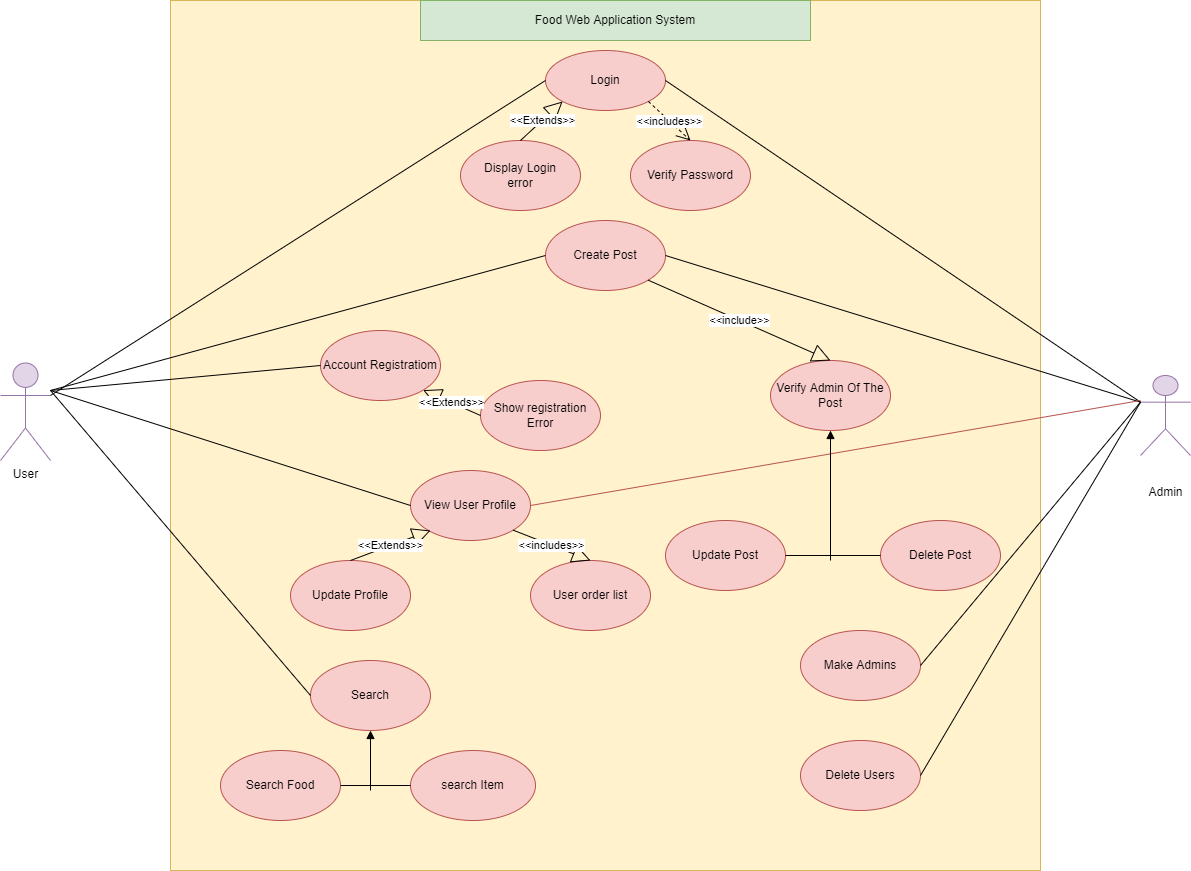 Food Web Application System
Login
<<Extends>>
<<includes>>
Display Login
error
Verify Password
Create Post
<<include>>
Account Registratiom
<<Extends>>
Show registration
Error
Verify Admin Of The
Post
User
Admin
View User Profile
<<Extends>>
<<includes>>
Update Post
Delete Post
Update Profile
User order list
Make Admins
Search
Delete Users
Search Food
search Item